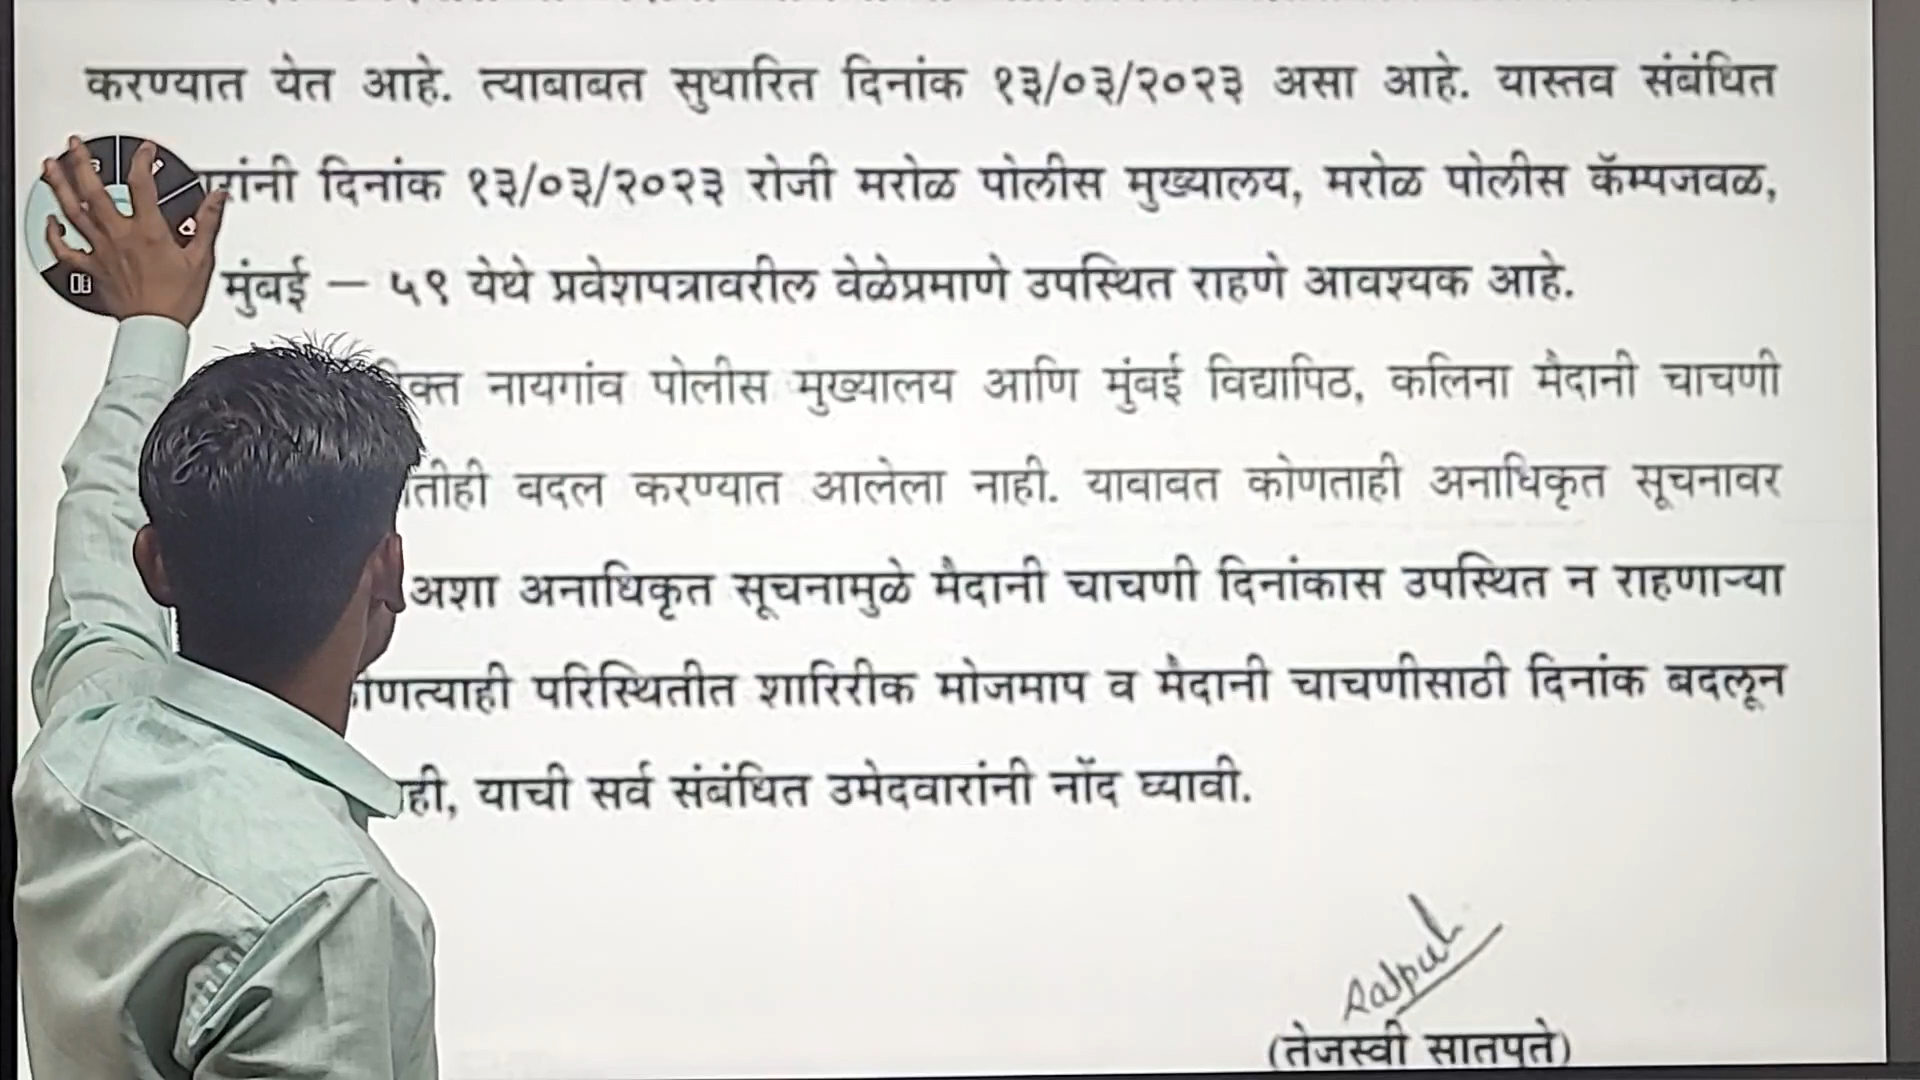 करण्यात येत आहे. त्याबाबत सुधारित दिनांक १३/०३/२०२३ असा आहे. यास्तव संबंधित
दिनांक १३/०३/२०२३ रोजी मरोळ पोलीस मुख्यालय, मरोळ पोलीस कॅम्पजवळ,
मुंबई – ५९ येथे प्रवेशपत्रावरील वेळेप्रमाणे उपस्थित राहणे आवश्यक आहे.
नायगांव पोलीस मुख्यालय आणि मुंबई विद्यापिठ, कलिना मैदानी चाचणी
बदल करण्यात आलेला नाही. याबाबत कोणताही अनाधिकृत सूचनावर
अशा अनाधिकृत सूचनामुळे मैदानी चाचणी दिनांकास उपस्थित न राहणाऱ्या
परिस्थितीत शारिरीक मोजमाप व मैदानी चाचणीसाठी दिनांक बदलून
याची सर्व संबंधित उमेदवारांनी नोंद घ्यावी.
(तेजस्वी सातपुते)